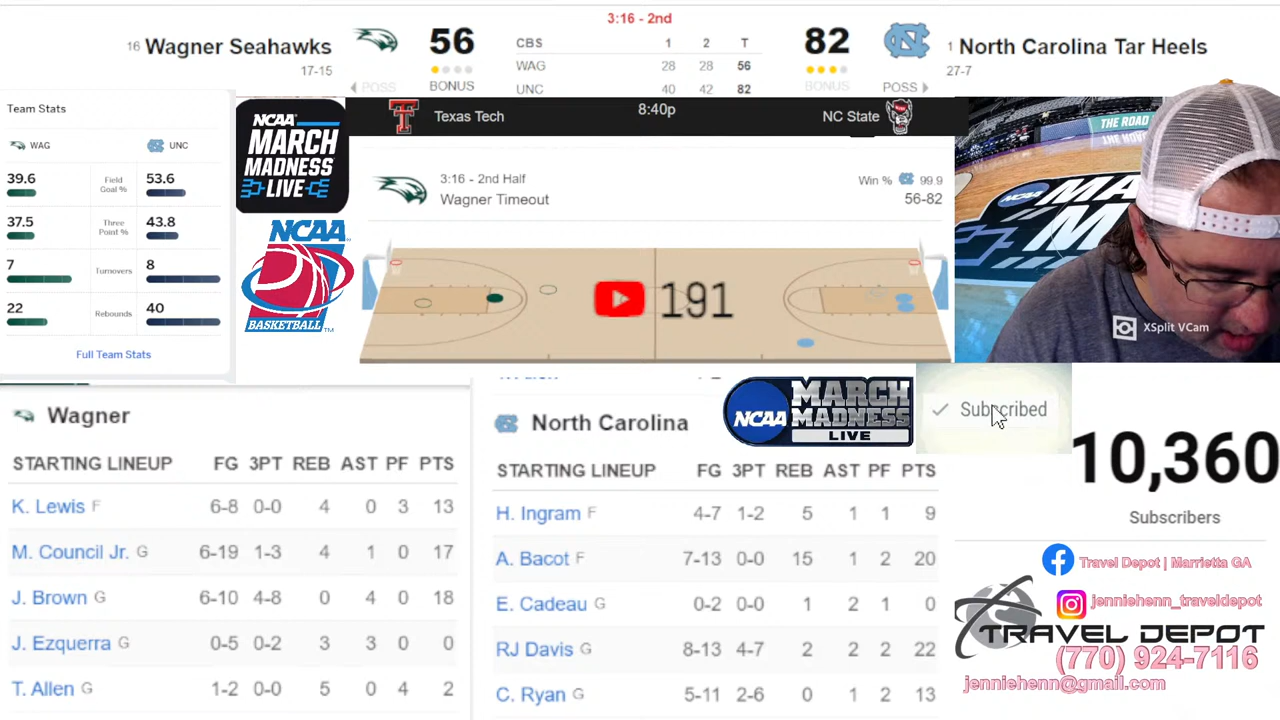 3:16 - 2nd
16 Wagner Seahawks
17-15
56
POSS
BONUS
CBS 1 2 T
WAG 28 28 56
UNC 40 42 82
82
BONUS
POSS
1 North Carolina Tar Heels
27-7
Texas Tech 8:40p NC State
Team Stats
WAG UNC
39.6 Field Goal % 53.6
37.5 Three Point % 43.8
7 Turnovers 8
22 Rebounds 40
Full Team Stats
NCAA
MARCH
MADNESS
LIVE
NCAA
BASKETBALL
3:16 - 2nd Half
Wagner Timeout
Win % 99.9
56-82
191
THE ROAD
NCAA
XSplit VCam
Wagner
STARTING LINEUP FG 3PT REB AST PF PTS
K. Lewis F 6-8 0-0 4 0 3 13
M. Council Jr. G 6-19 1-3 4 1 0 17
J. Brown G 6-10 4-8 0 4 0 18
J. Ezquerra G 0-5 0-2 3 3 0 0
T. Allen G 1-2 0-0 5 0 4 2
North Carolina
STARTING LINEUP FG 3PT REB AST PF PTS
H. Ingram F 4-7 1-2 5 1 1 9
A. Bacot F 7-13 0-0 15 1 2 20
E. Cadeau G 0-2 0-0 1 2 1 0
RJ Davis G 8-13 4-7 2 2 2 22
C. Ryan G 5-11 2-6 0 1 2 13
NCAA
MARCH
MADNESS
LIVE
Subscribed
10,360
Subscribers
Travel Depot | Marrietta GA
jenniehenn_traveldepot
TRAVEL DEPOT
(770) 924-7116
jenniehenn@gmail.com